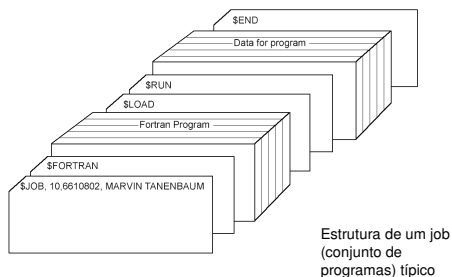 $END
Data for program
$RUN
$LOAD
Fortran Program
$FORTRAN
$JOB, 10,6610802, MARVIN TANENBAUM
Estrutura de um job
(conjunto de
programas) típico